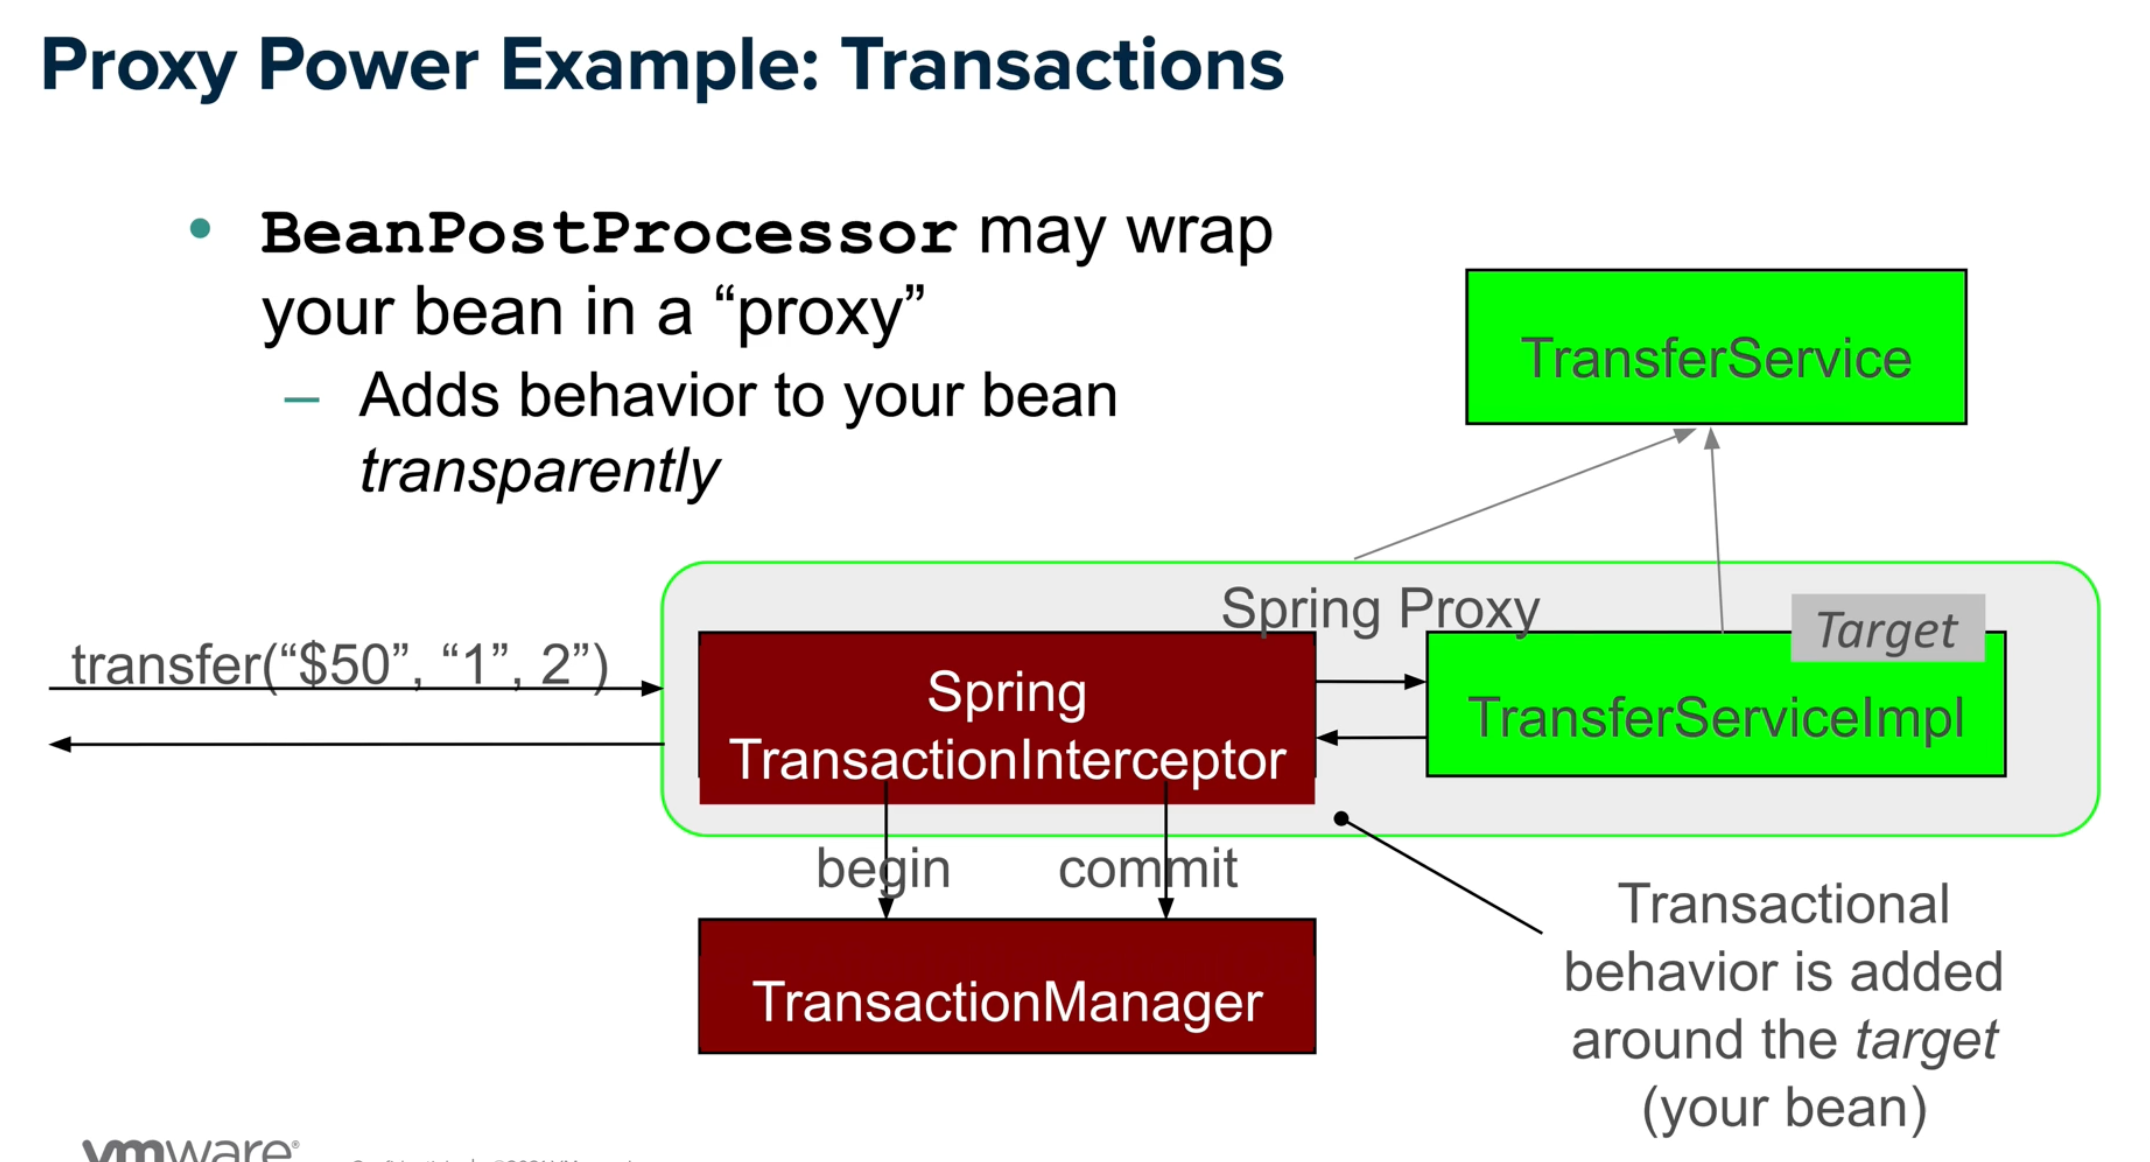 Proxy Power Example: Transactions
• BeanPostProcessor may wrap
your bean in a “proxy”
– Adds behavior to your bean
transparently
TransferService
Spring Proxy
Target
transfer(“$50”, “1”, 2”)
Spring
TransactionInterceptor
TransferServiceImpl
begin
commit
TransactionManager
Transactional
behavior is added
around the target
(your bean)
vmware®